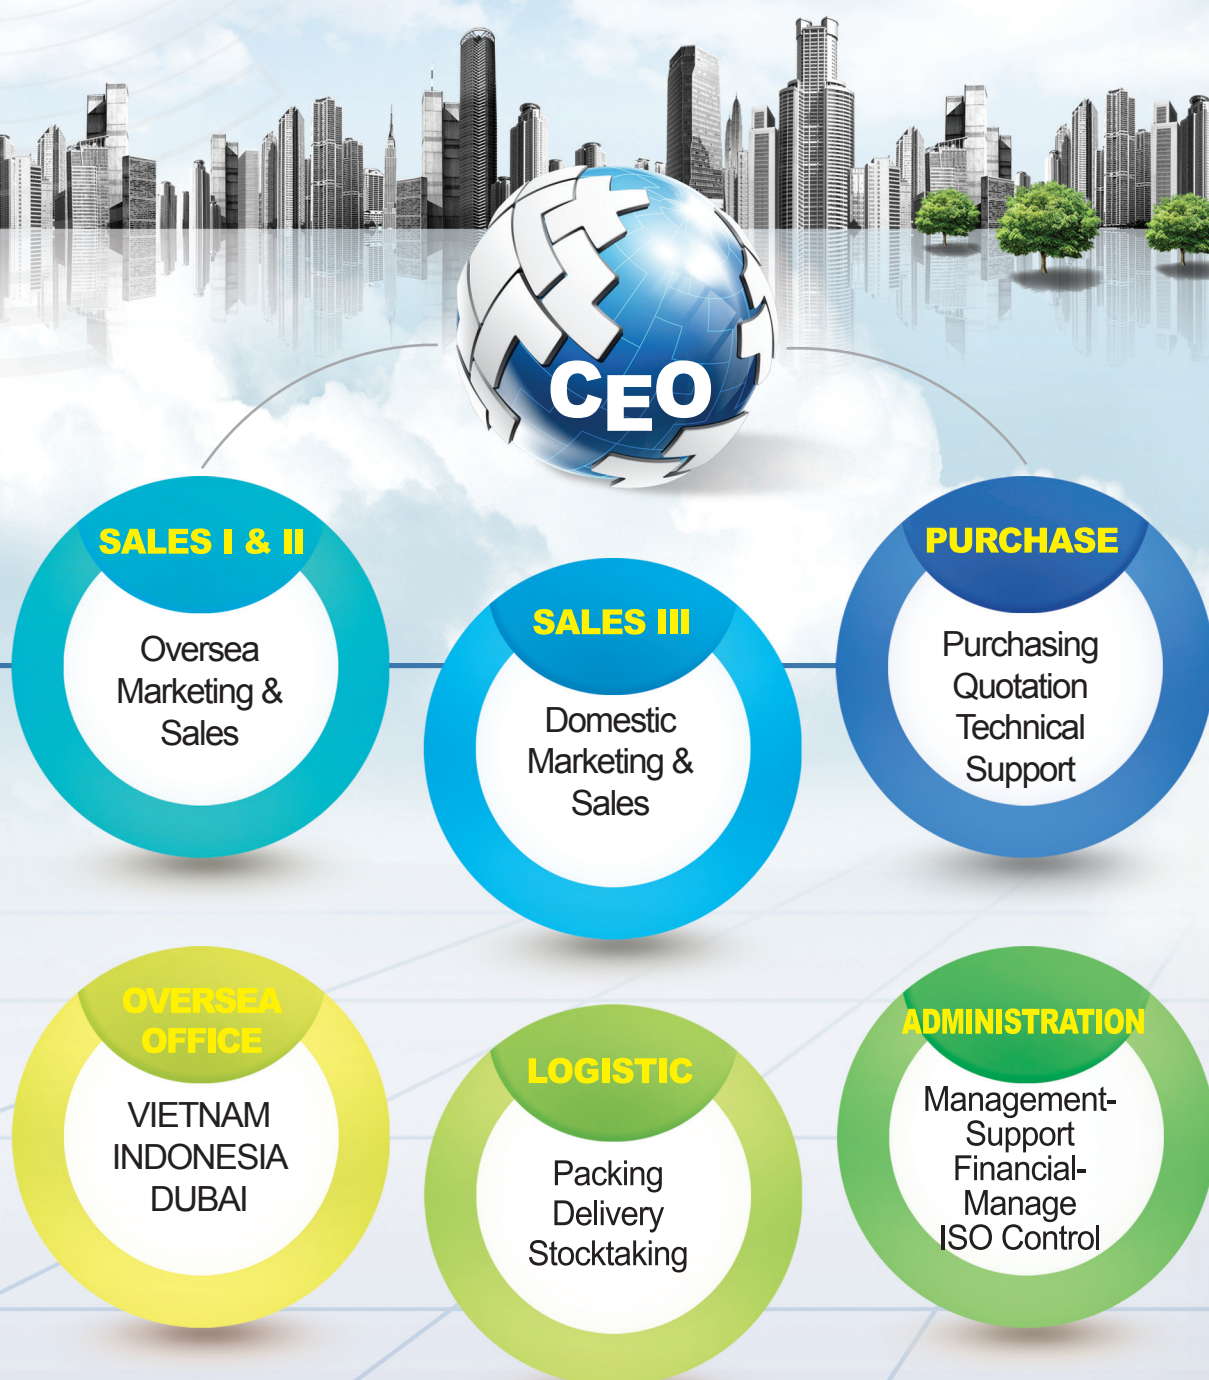 CEO
SALES I & II
Oversea
Marketing &
Sales
SALES III
Domestic
Marketing &
Sales
PURCHASE
Purchasing
Quotation
Technical
Support
OVERSEA
OFFICE
VIETNAM
INDONESIA
DUBAI
LOGISTIC
Packing
Delivery
Stocktaking
ADMINISTRATION
Management-
Support
Financial-
Manage
ISO Control